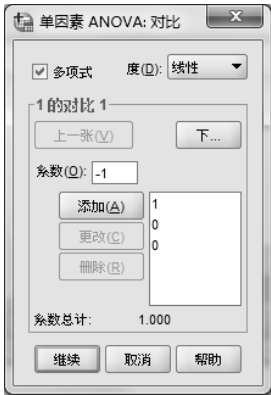 单因素 ANOVA: 对比
多项式 度(D): 线性
1 的对比 1
上一张(V) 下...
系数(O): -1
添加(A)
更改(C)
删除(R)
1
0
0
系数总计: 1.000
继续 取消 帮助